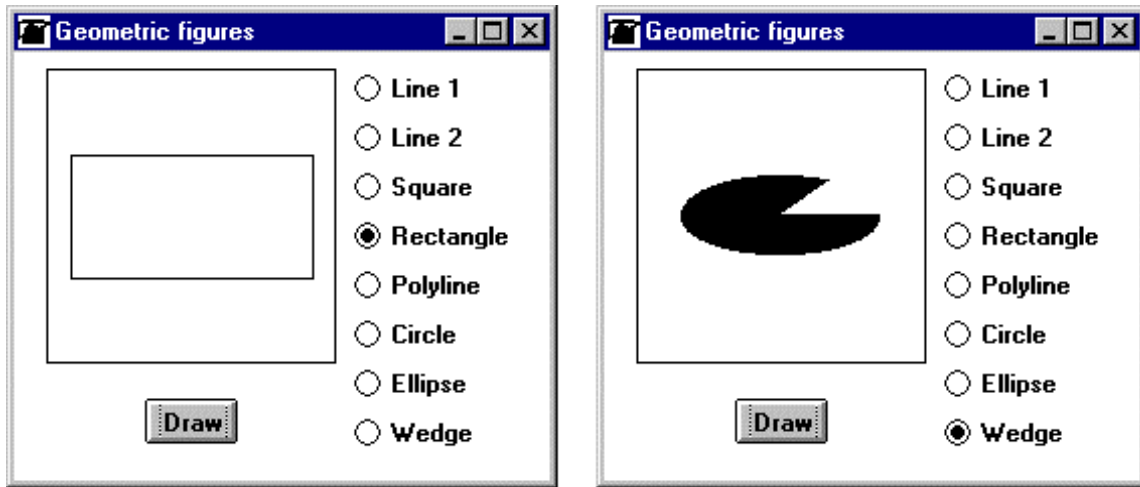 Geometric figures
Line 1
Line 2
Square
Rectangle
Polyline
Circle
Ellipse
Wedge
Draw
Geometric figures
Line 1
Line 2
Square
Rectangle
Polyline
Circle
Ellipse
Wedge
Draw